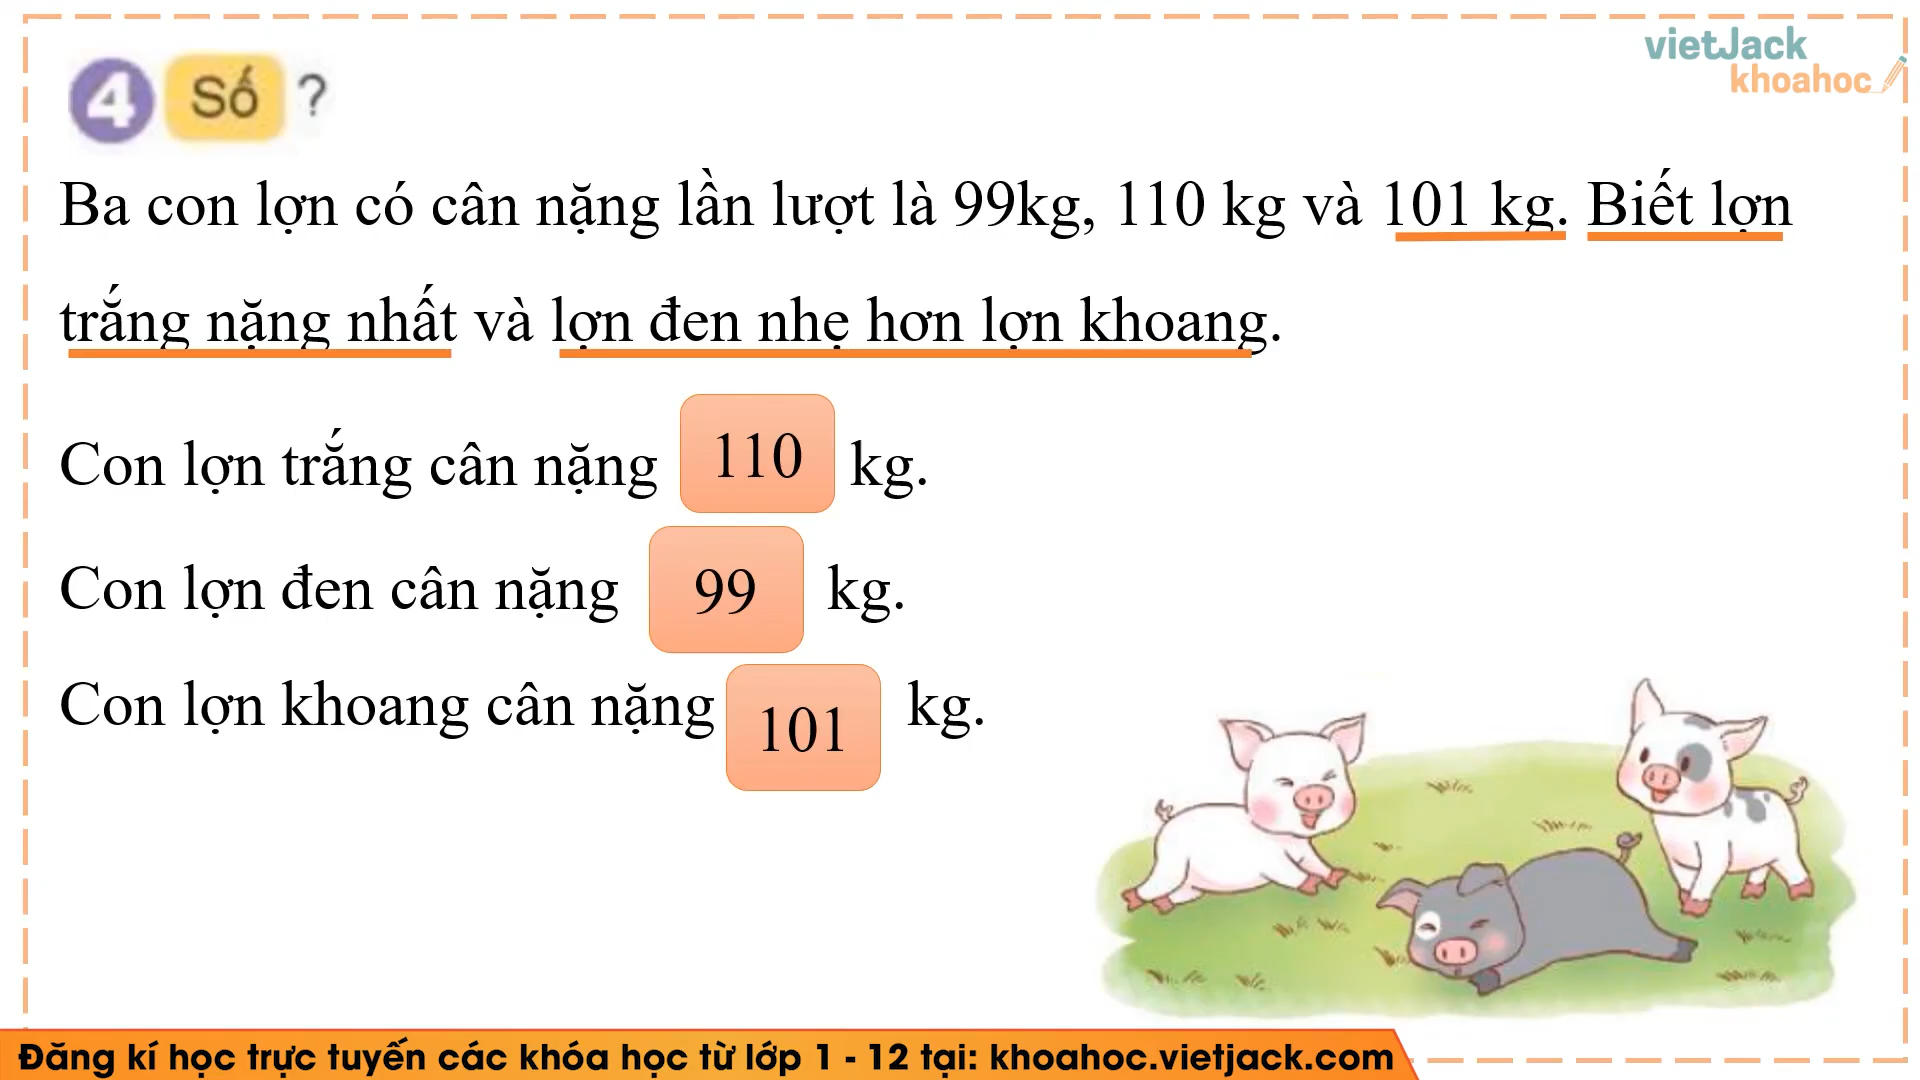 vietJack
khoahoc
4 Số ?
Ba con lợn có cân nặng lần lượt là 99kg, 110 kg và 101 kg. Biết lợn
trắng nặng nhất và lợn đen nhẹ hơn lợn khoang.
Con lợn trắng cân nặng 110 kg.
Con lợn đen cân nặng 99 kg.
Con lợn khoang cân nặng 101 kg.
Đăng kí học trực tuyến các khóa học từ lớp 1 - 12 tại: khoahoc.vietjack.com